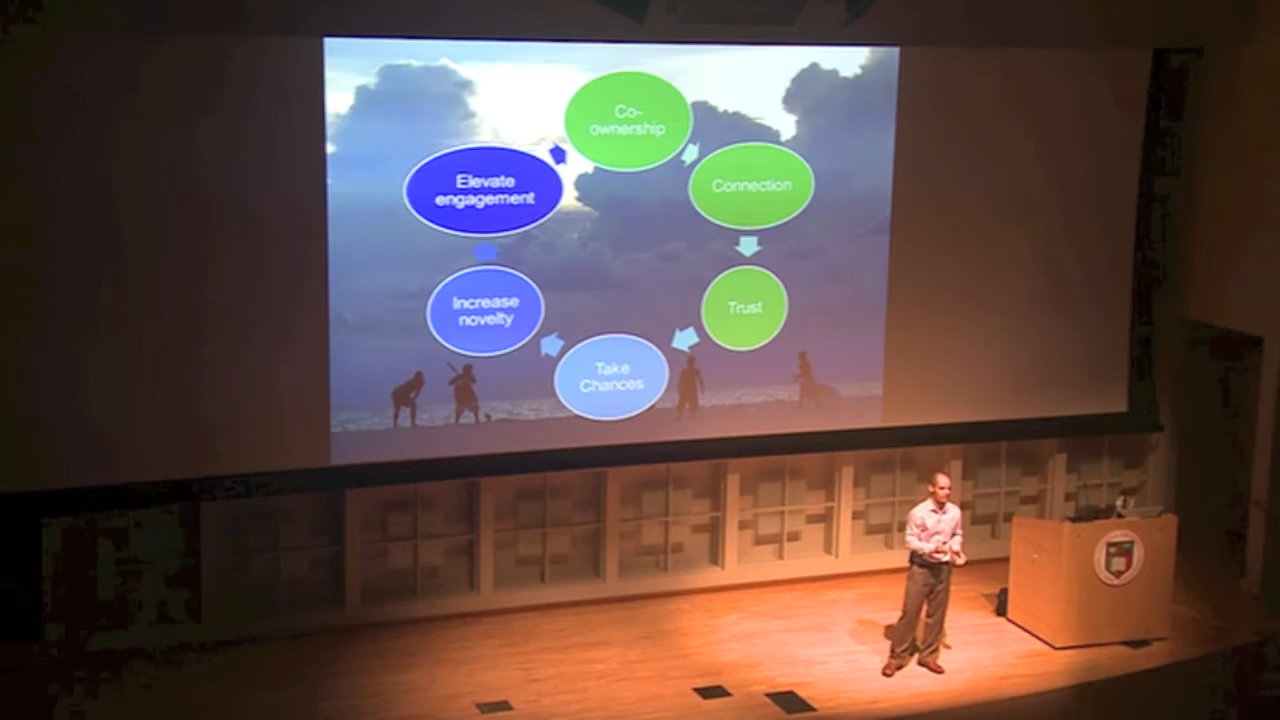 Co-
ownership
Connection
Trust
Take
Chances
Increase
novelty
Elevate
engagement